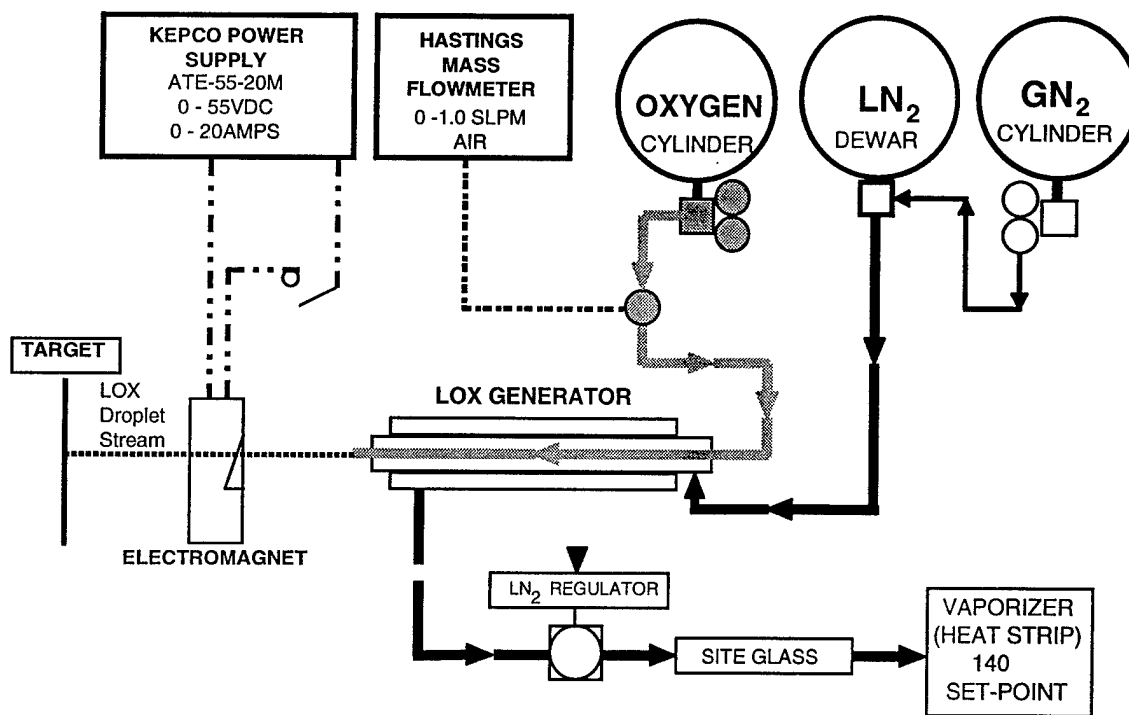 KEPCO POWER
SUPPLY
ATE-55-20M
0 - 55VDC
0 - 20AMPS
HASTINGS
MASS
FLOWMETER
0 -1.0 SLPM
AIR
OXYGEN
CYLINDER
LN2
DEWAR
GN2
CYLINDER
TARGET
LOX
Droplet
Stream
LOX GENERATOR
ELECTROMAGNET
LN2 REGULATOR
SITE GLASS
VAPORIZER
(HEAT STRIP)
140
SET-POINT